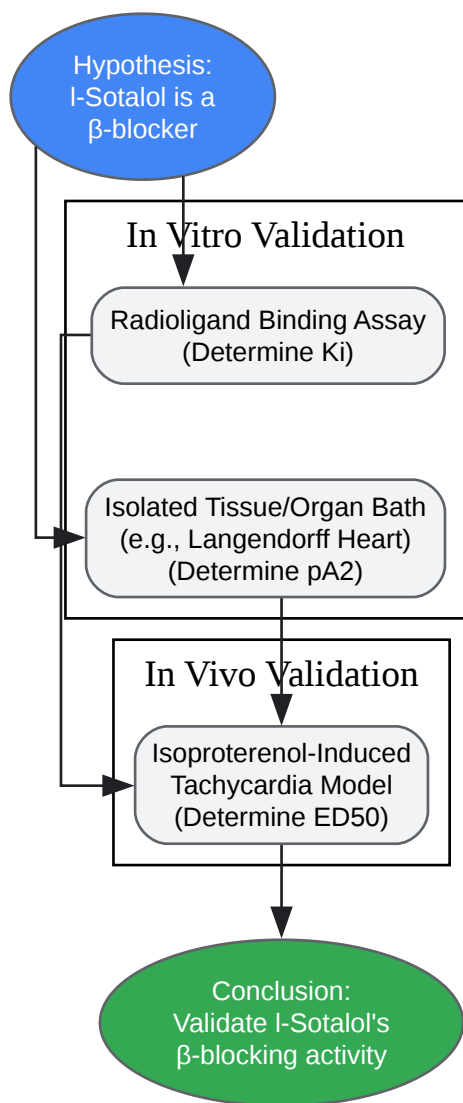 Hypothesis:
l-Sotalol is a
β-blocker
In Vitro Validation
Radioligand Binding Assay
(Determine Ki)
Isolated Tissue/Organ Bath
(e.g., Langendorff Heart)
(Determine pA2)
In Vivo Validation
Isoproterenol-Induced
Tachycardia Model
(Determine ED50)
Conclusion:
Validate l-Sotalol's
β-blocking activity